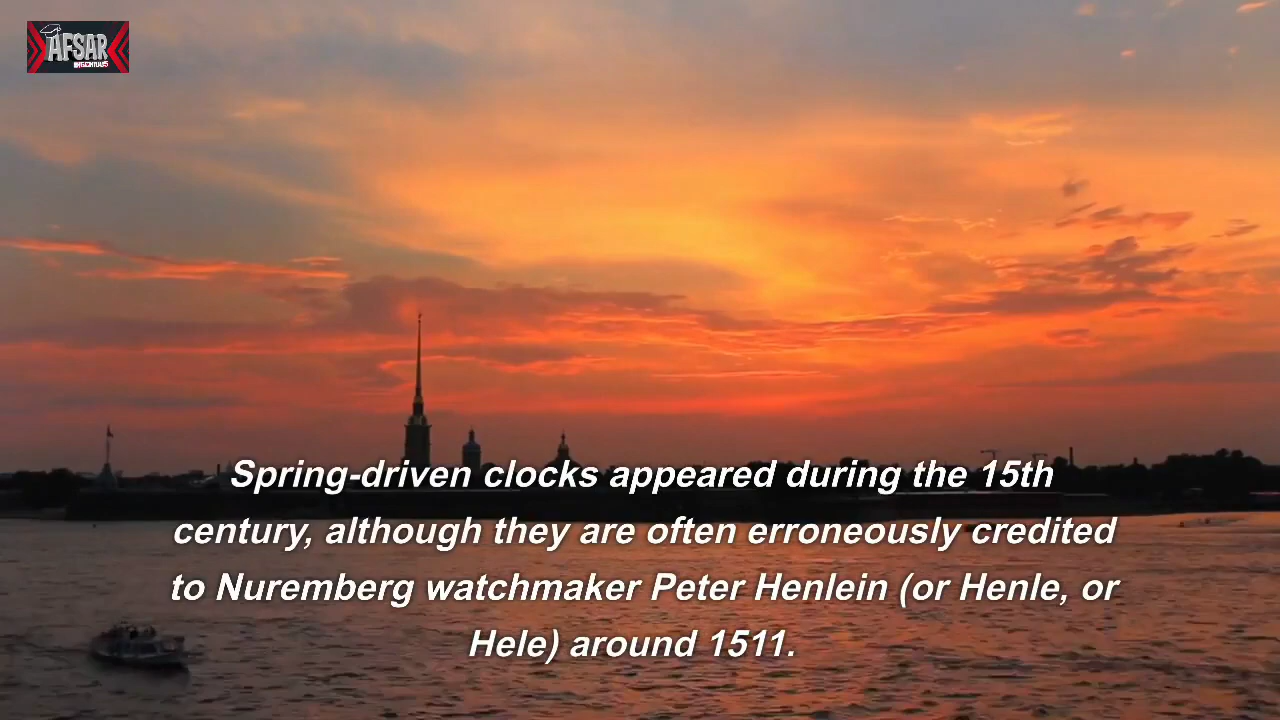 AFSAR
Spring-driven clocks appeared during the 15th
century, although they are often erroneously credited
to Nuremberg watchmaker Peter Henlein (or Henle, or
Hele) around 1511.